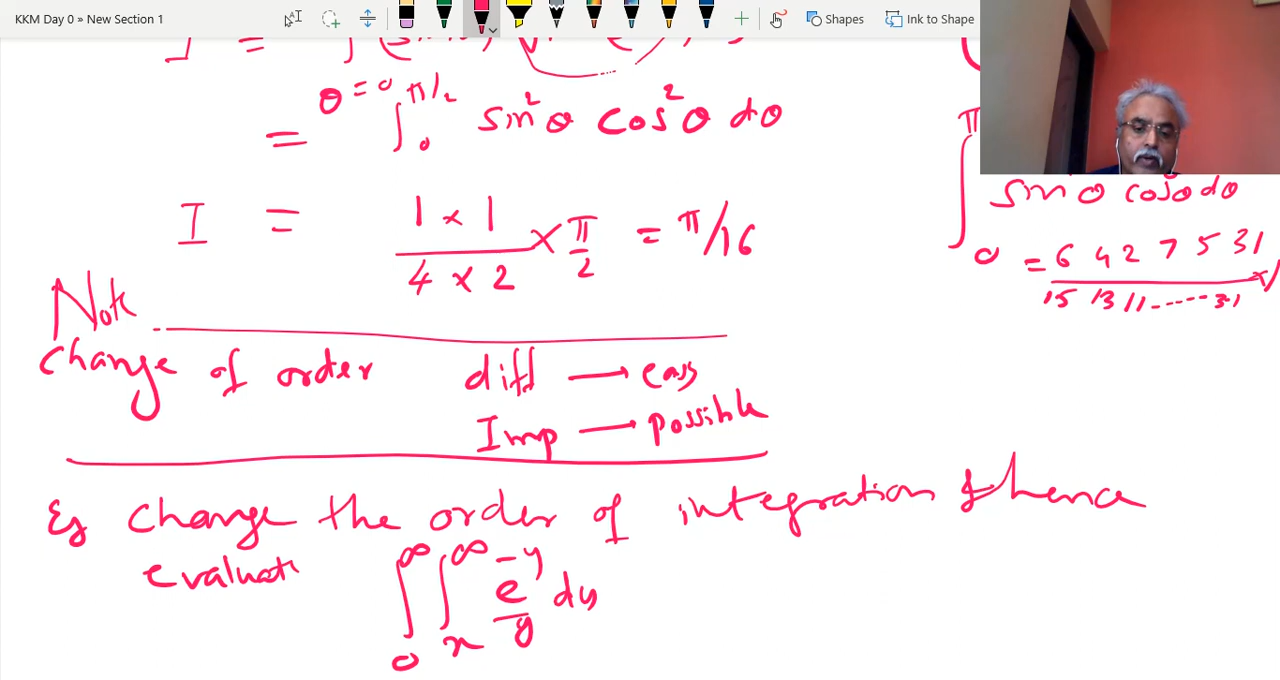 KKM Day 0 » New Section 1
Shapes
Ink to Shape
θ = 0
= ∫₀^π/2 sin²θ cos²θ dθ
I = 1 × 1 / 4 × 2 × π/2 = π/16
π
∫
0
sin θ cos θ dθ
= 6 4 2 7 5 3 1 ×
15 13 11 ----- 3·1
Note
Change of order diff → easy
Imp → possible
Eg Change the order of integration & hence
evaluate ∫₀^∞ ∫ₓ^∞ e^-y / y dy